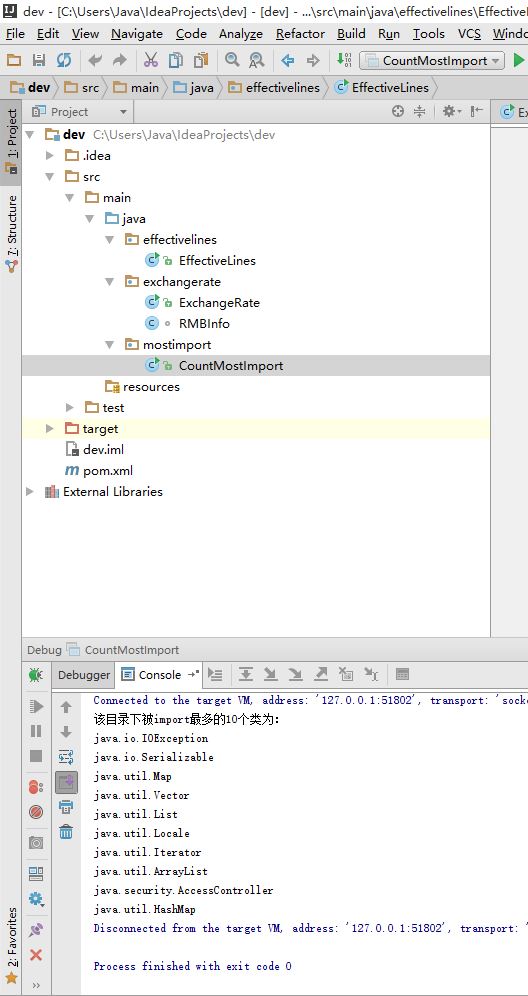 dev - [C:\Users\Java\IdeaProjects\dev] - [dev] - ...\src\main\java\effectivelines\Effective
File Edit View Navigate Code Analyze Refactor Build Run Tools VCS Window
CountMostImport
dev src main java effectivelines EffectiveLines
1: Project
Project
dev C:\Users\Java\IdeaProjects\dev
.idea
src
main
java
effectivelines
EffectiveLines
exchangerate
ExchangeRate
RMBInfo
mostimport
CountMostImport
resources
test
target
dev.iml
pom.xml
External Libraries
7: Structure
Debug CountMostImport
Debugger Console
Connected to the target VM, address: '127.0.0.1:51802', transport: 'socke
该目录下被import最多的10个类为:
java.io.IOException
java.io.Serializable
java.util.Map
java.util.Vector
java.util.List
java.util.Locale
java.util.Iterator
java.util.ArrayList
java.security.AccessController
java.util.HashMap
Disconnected from the target VM, address: '127.0.0.1:51802', transport: '
Process finished with exit code 0
2: Favorites